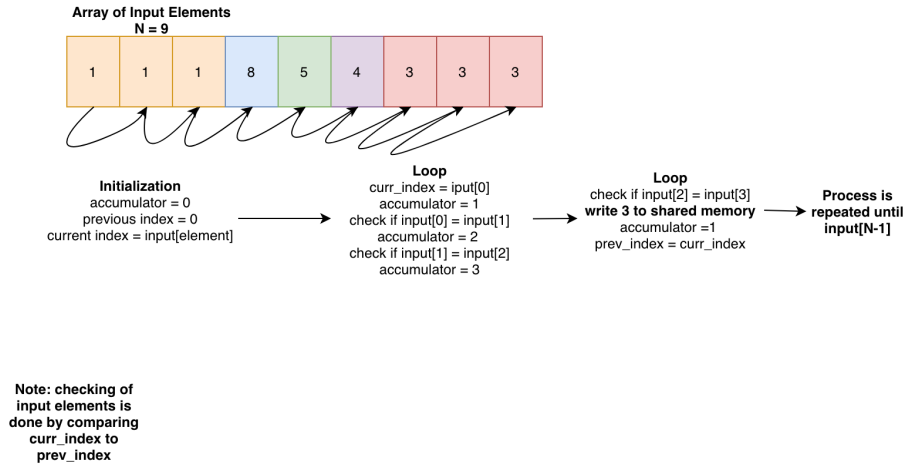 Array of Input Elements
N = 9
1 1 1 8 5 4 3 3 3
Initialization
accumulator = 0
previous index = 0
current index = input[element]
Loop
curr_index = iput[0]
accumulator = 1
check if input[0] = input[1]
accumulator = 2
check if input[1] = input[2]
accumulator = 3
Loop
check if input[2] = input[3]
write 3 to shared memory
accumulator =1
prev_index = curr_index
Process is
repeated until
input[N-1]
Note: checking of
input elements is
done by comparing
curr_index to
prev_index